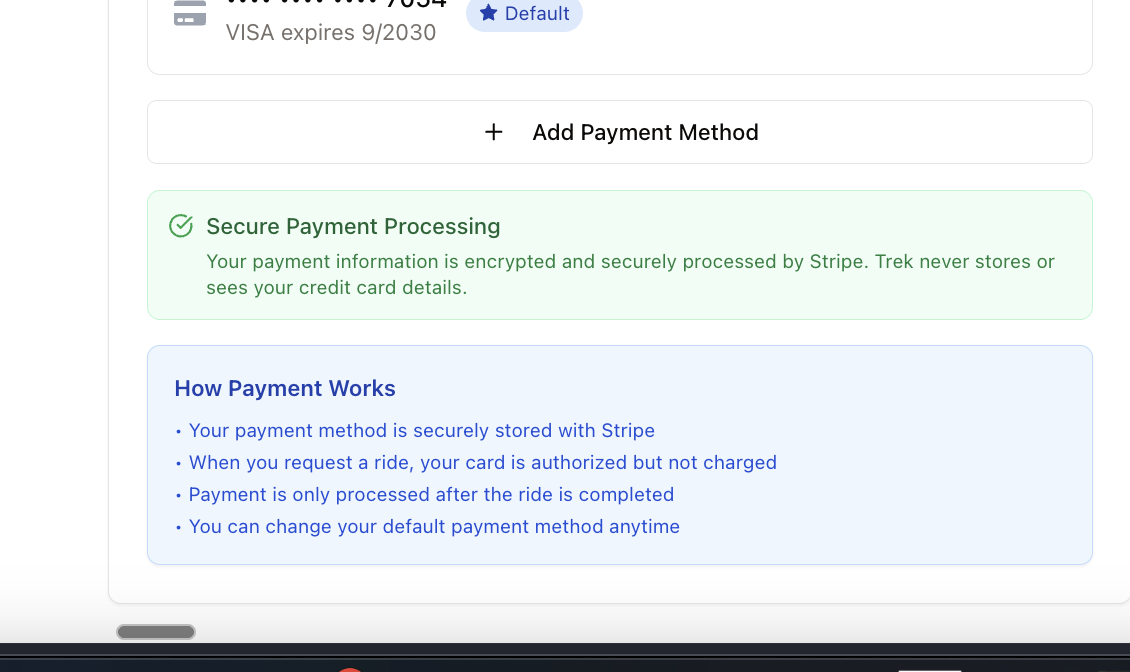 •••• •••• •••• 7054
Default
VISA expires 9/2030
+ Add Payment Method
Secure Payment Processing
Your payment information is encrypted and securely processed by Stripe. Trek never stores or
sees your credit card details.
How Payment Works
• Your payment method is securely stored with Stripe
• When you request a ride, your card is authorized but not charged
• Payment is only processed after the ride is completed
• You can change your default payment method anytime